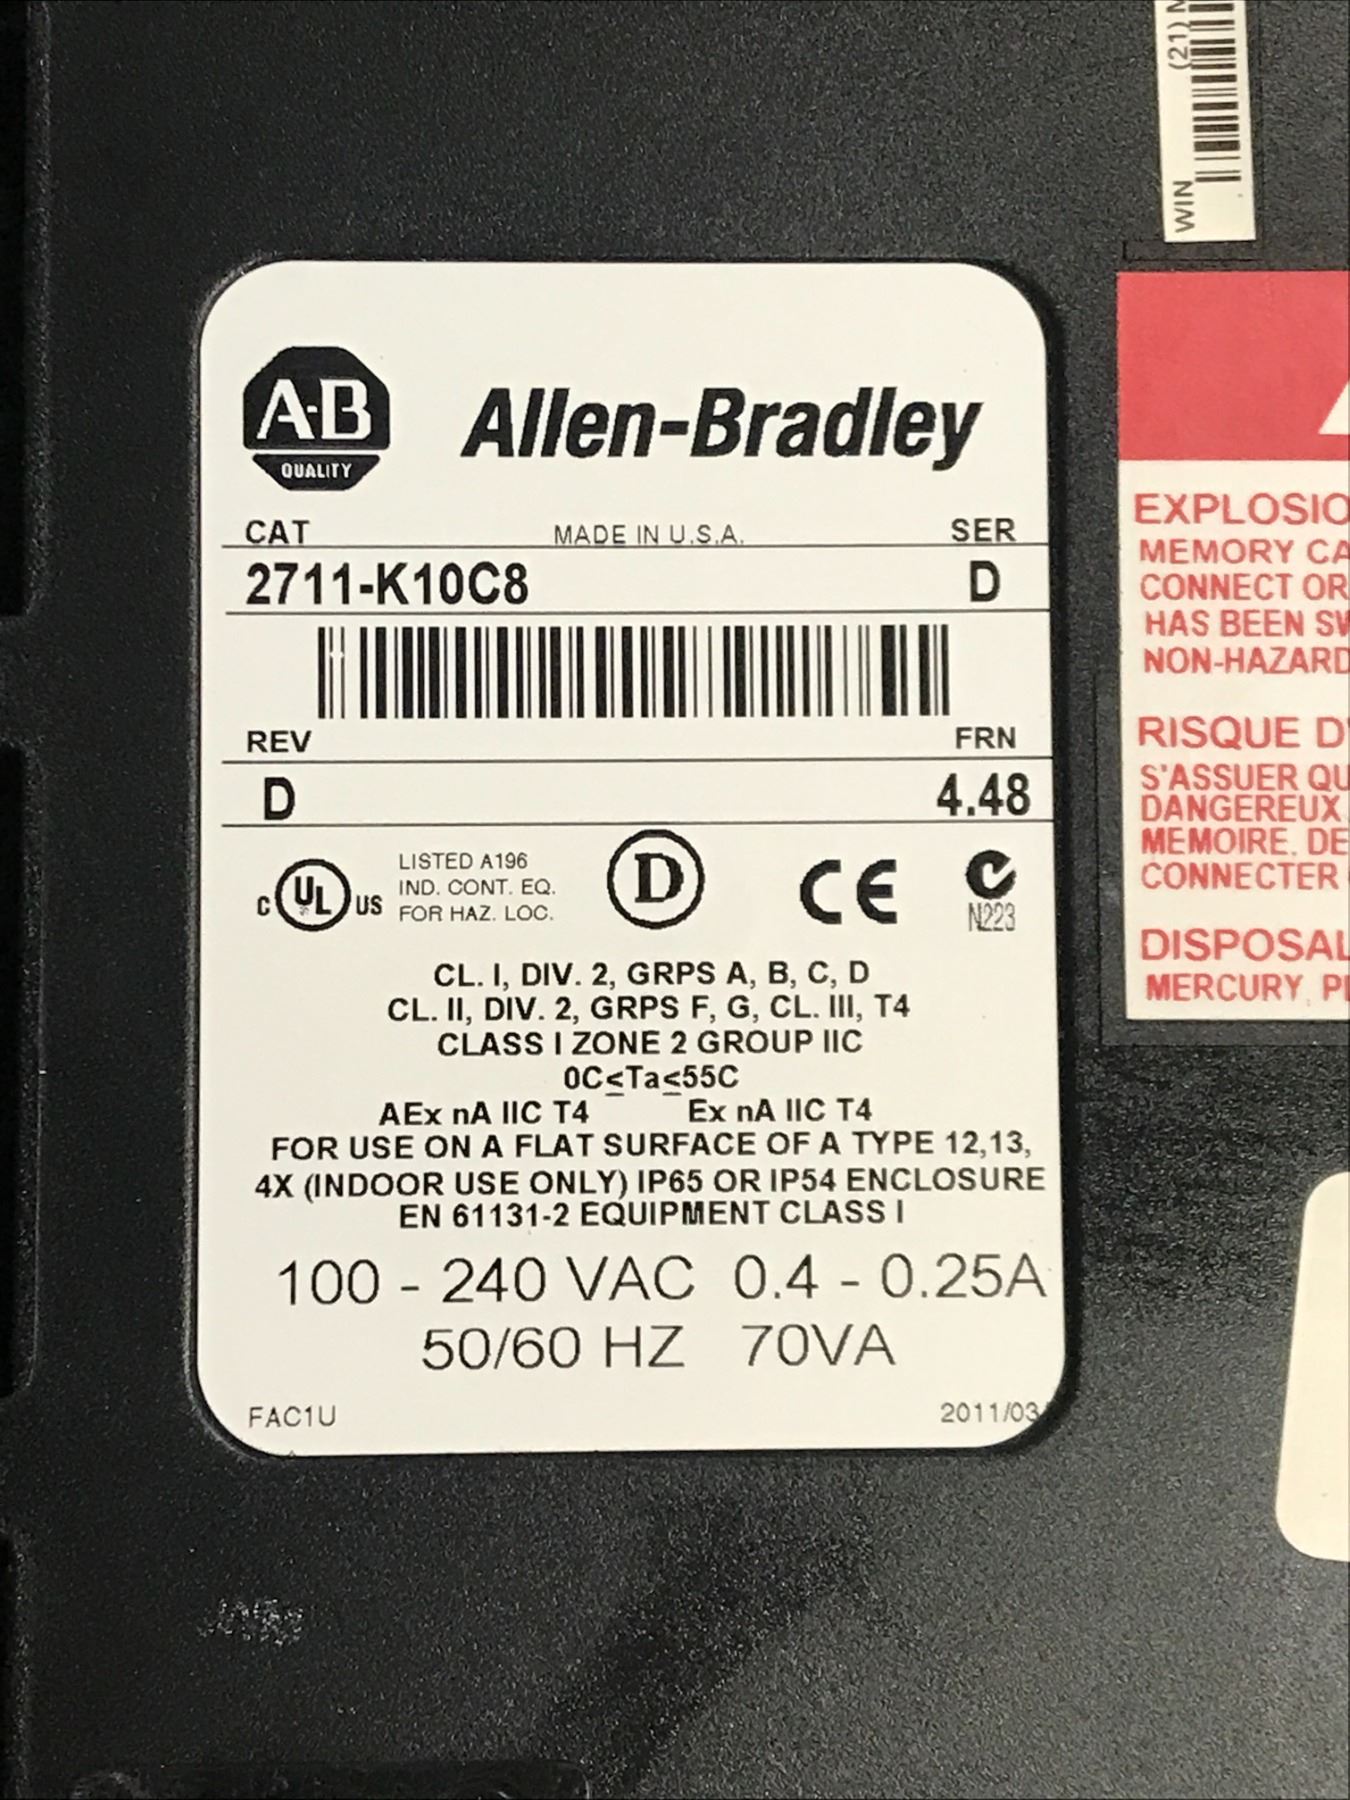 WIN (21)
A-B
QUALITY
Allen-Bradley
CAT MADE IN U.S.A. SER
2711-K10C8 D
REV FRN
D 4.48
C UL US
LISTED A196
IND. CONT. EQ.
FOR HAZ. LOC.
D
CE
N223
CL. I, DIV. 2, GRPS A, B, C, D
CL. II, DIV. 2, GRPS F, G, CL. III, T4
CLASS I ZONE 2 GROUP IIC
0C≤Ta≤55C
AEx nA IIC T4 Ex nA IIC T4
FOR USE ON A FLAT SURFACE OF A TYPE 12,13,
4X (INDOOR USE ONLY) IP65 OR IP54 ENCLOSURE
EN 61131-2 EQUIPMENT CLASS I
100 - 240 VAC 0.4 - 0.25A
50/60 HZ 70VA
FAC1U 2011/03
EXPLOSIO
MEMORY CA
CONNECT OR
HAS BEEN
NON-HAZARD
RISQUE D'
S'ASSUER QU
DANGEREUX
MEMOIRE. DE
CONNECTER
DISPOSAL
MERCURY.